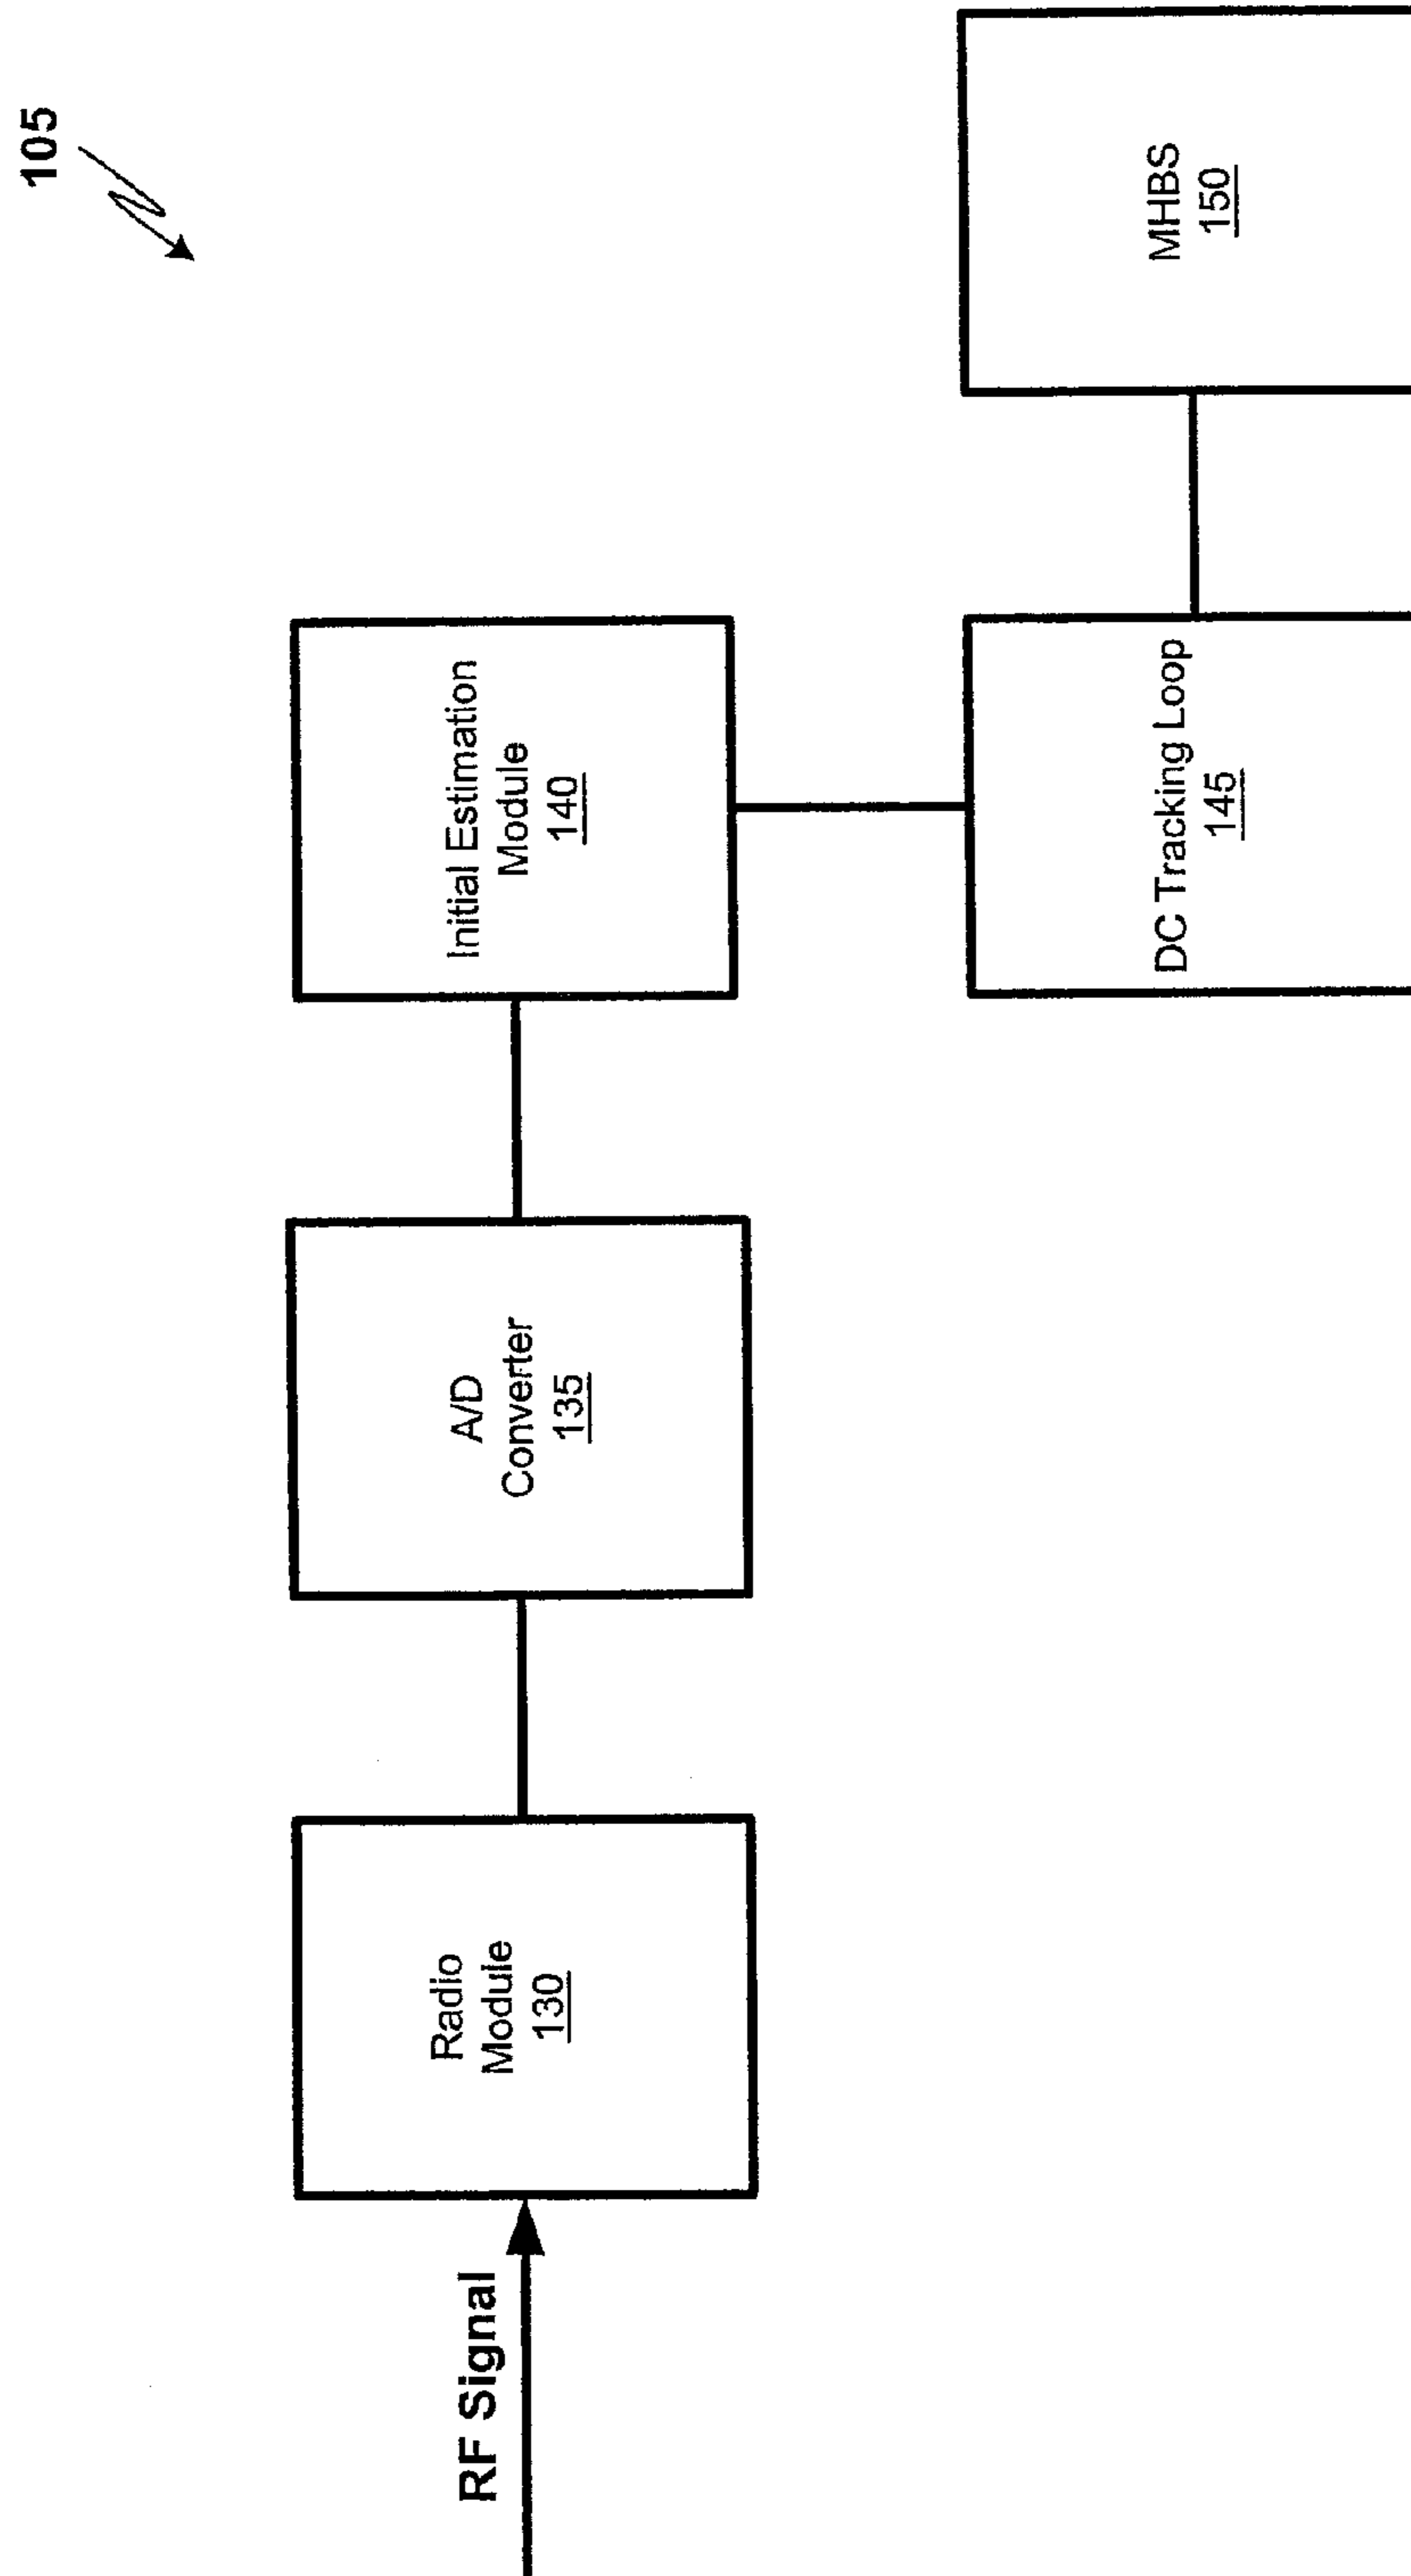 105
RF Signal
Radio
Module
130
A/D
Converter
135
Initial Estimation
Module
140
DC Tracking Loop
145
MHBS
150